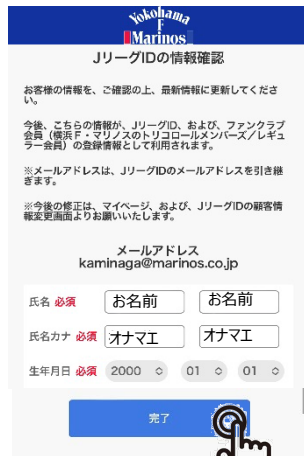 Yokohama
F
Marinos
JリーグIDの情報確認
お客様の情報を、ご確認の上、最新情報に更新してくださ
い。
今後、こちらの情報が、JリーグID、および、ファンクラブ
会員（横浜Ｆ・マリノスのトリコロールメンバーズ／レギュ
ラー会員）の登録情報として利用されます。
※メールアドレスは、JリーグIDのメールアドレスを引き継
ぎます。
※今後の修正は、マイページ、および、JリーグIDの顧客情
報変更画面よりお願いいたします。
メールアドレス
kaminaga@marinos.co.jp
氏名 必須 お名前 お名前
氏名カナ 必須 オナマエ オナマエ
生年月日 必須 2000 01 01
完了